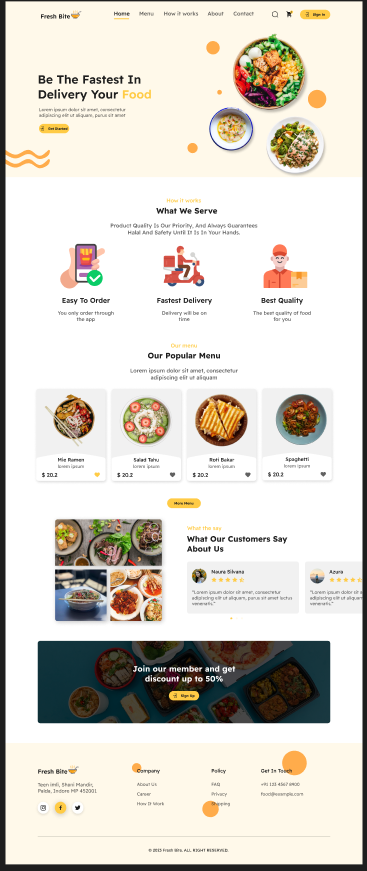 Fresh Bite
Home Menu How it works About Contact
Sign in
Be The Fastest In
Delivery Your Food
Lorem ipsum dolor sit amet, consectetur
adipiscing elit ut aliquam, purus sit amet
Get Started
How it works
What We Serve
Product Quality Is Our Priority, And Always Guarantees
Halal And Safety Until It Is In Your Hands.
Easy To Order
You only order through
the app
Fastest Delivery
Delivery will be on
time
Best Quality
The best quality of food
for you
Our menu
Our Popular Menu
Lorem ipsum dolor sit amet, consectetur
adipiscing elit ut aliquam
Mie Ramen
lorem ipsum
$ 20.2
Salad Tahu
lorem ipsum
$ 20.2
Roti Bakar
lorem ipsum
$ 20.2
Spaghetti
lorem ipsum
$ 20.2
More Menu
What the say
What Our Customers Say
About Us
Naura Silvana
"Lorem ipsum dolor sit amet, consectetur
adipiscing elit ut aliquam, purus sit amet luctus
venenatis."
Azura
"Lorem ipsum dolor sit a
adipiscing elit ut aliquam
venenatis."
Join our member and get
discount up to 50%
Sign Up
Fresh Bite
Teen Imli, Shani Mandir,
Palda, Indore MP 452001
Company
About Us
Career
How It Work
Policy
FAQ
Privacy
Shipping
Get In Touch
+91 123 4567 8900
food@example.com
© 2023 Fresh Bite. ALL RIGHT RESERVED.